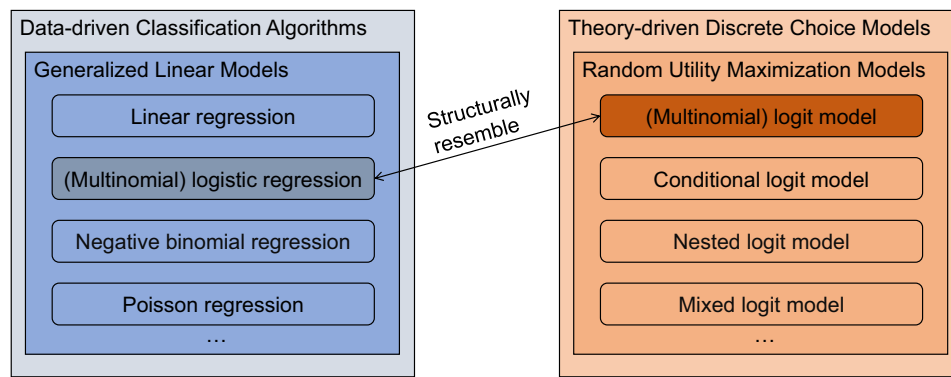 Data-driven Classification Algorithms
Generalized Linear Models
Linear regression
(Multinomial) logistic regression
Negative binomial regression
Poisson regression
…
Structurally
resemble
Theory-driven Discrete Choice Models
Random Utility Maximization Models
(Multinomial) logit model
Conditional logit model
Nested logit model
Mixed logit model
…